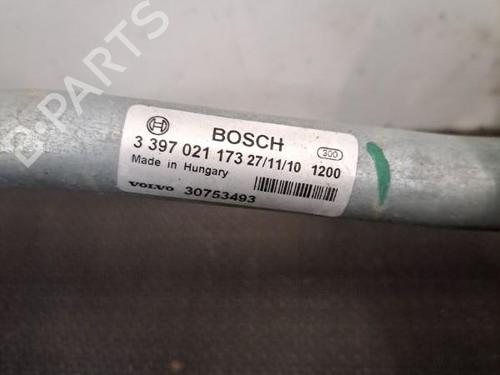 B-PARTS
BOSCH
3 397 021 173 27/11/10 1200
300
Made in Hungary
VOLVO 30753493